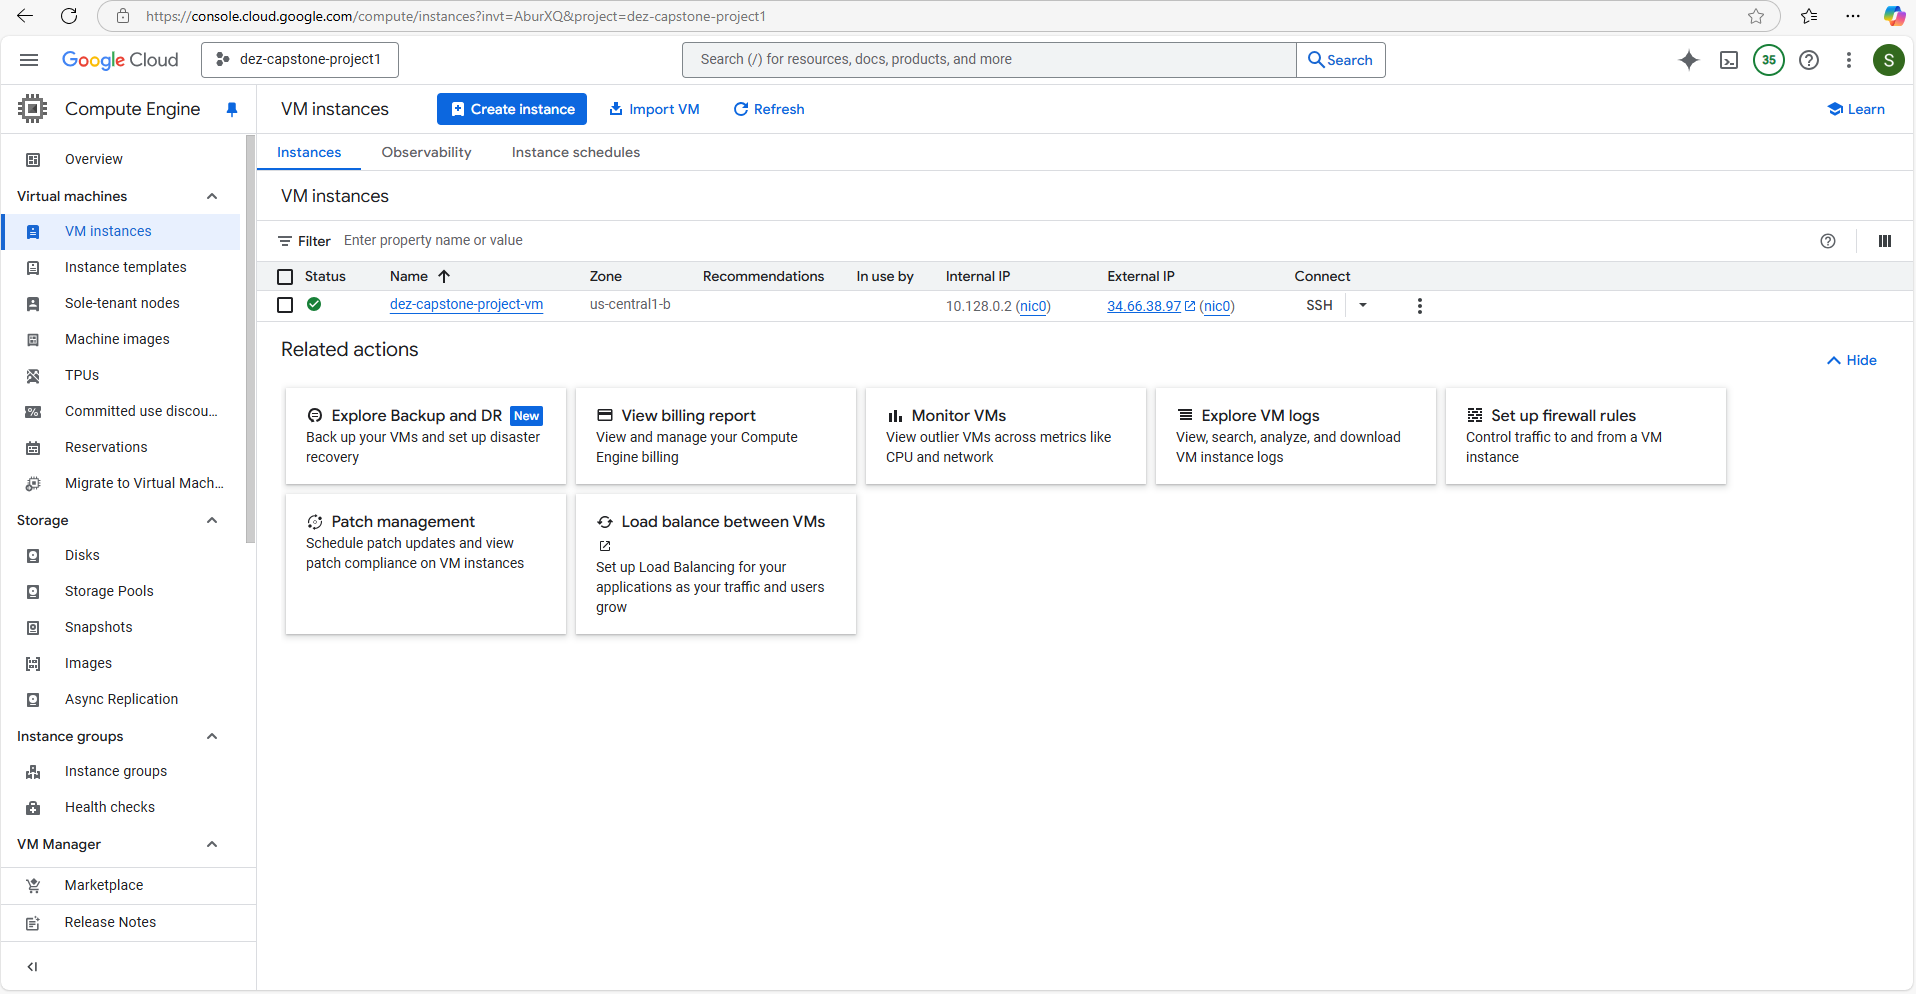 https://console.cloud.google.com/compute/instances?invt=AburXQ&project=dez-capstone-project1
Google Cloud
dez-capstone-project1
Search (/) for resources, docs, products, and more
Search
35
S
Compute Engine
VM instances
Create instance
Import VM
Refresh
Learn
Overview
Virtual machines
VM instances
Instance templates
Sole-tenant nodes
Machine images
TPUs
Committed use discou...
Reservations
Migrate to Virtual Mach...
Storage
Disks
Storage Pools
Snapshots
Images
Async Replication
Instance groups
Instance groups
Health checks
VM Manager
Marketplace
Release Notes
Instances Observability Instance schedules
VM instances
Filter Enter property name or value
Status Name Zone Recommendations In use by Internal IP External IP Connect
dez-capstone-project-vm us-central1-b 10.128.0.2 (nic0) 34.66.38.97 (nic0) SSH
Related actions
Hide
Explore Backup and DR New
Back up your VMs and set up disaster
recovery
View billing report
View and manage your Compute
Engine billing
Monitor VMs
View outlier VMs across metrics like
CPU and network
Explore VM logs
View, search, analyze, and download
VM instance logs
Set up firewall rules
Control traffic to and from a VM
instance
Patch management
Schedule patch updates and view
patch compliance on VM instances
Load balance between VMs
Set up Load Balancing for your
applications as your traffic and users
grow